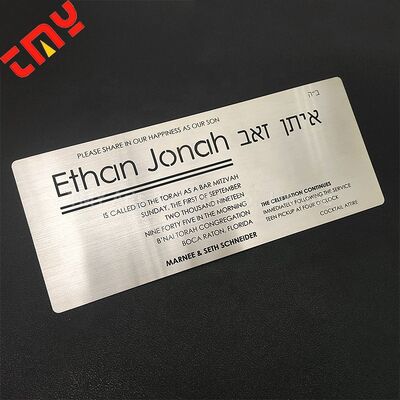 TMY
ב״ה
PLEASE SHARE IN OUR HAPPINESS AS OUR SON
Ethan Jonah איתן זאב
IS CALLED TO THE TORAH AS A BAR MITZVAH
SUNDAY, THE FIRST OF SEPTEMBER
TWO THOUSAND NINETEEN
NINE FORTY FIVE IN THE MORNING
B'NAI TORAH CONGREGATION
BOCA RATON, FLORIDA
MARNEE & SETH SCHNEIDER
THE CELEBRATION CONTINUES
IMMEDIATELY FOLLOWING THE SERVICE
TEEN PICKUP AT FOUR O'CLOCK
COCKTAIL ATTIRE